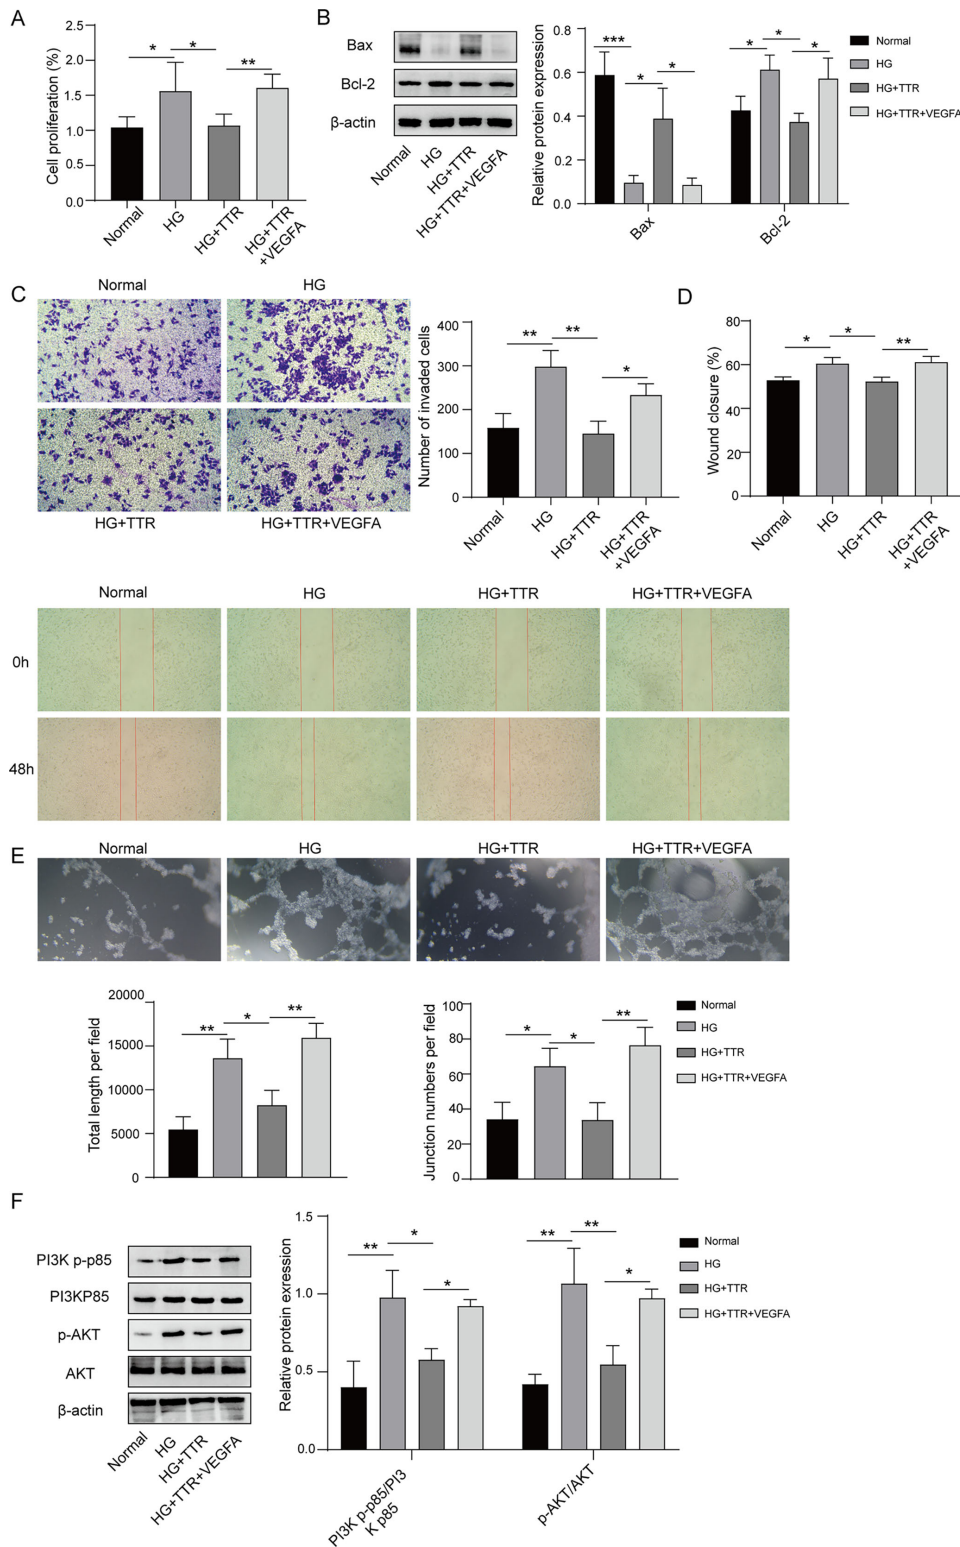 A
Cell proliferation (%)
2.5
2.0
1.5
1.0
0.5
0.0
* * **
Normal
HG
HG+TTR
HG+TTR
+VEGFA
B
Bax
Bcl-2
β-actin
Normal
HG
HG+TTR
HG+TTR+VEGFA
Relative protein expression
0.8
0.6
0.4
0.2
0.0
*** * * * * *
Bax
Bcl-2
Normal
HG
HG+TTR
HG+TTR+VEGFA
C
Normal HG
HG+TTR HG+TTR+VEGFA
Number of invaded cells
400
300
200
100
0
** ** *
Normal
HG
HG+TTR
HG+TTR
+VEGFA
D
Wound closure (%)
80
60
40
20
0
* * **
Normal
HG
HG+TTR
HG+TTR
+VEGFA
Normal HG HG+TTR HG+TTR+VEGFA
0h
48h
E
Normal HG HG+TTR HG+TTR+VEGFA
Total length per field
20000
15000
10000
5000
0
** * **
Junction numbers per field
100
80
60
40
20
0
* * **
Normal
HG
HG+TTR
HG+TTR+VEGFA
F
PI3K p-p85
PI3KP85
p-AKT
AKT
β-actin
Normal
HG
HG+TTR
HG+TTR+VEGFA
Relative protein exression
1.5
1.0
0.5
0.0
** * * ** ** *
PI3K p-p85/PI3
K p85
p-AKT/AKT
Normal
HG
HG+TTR
HG+TTR+VEGFA